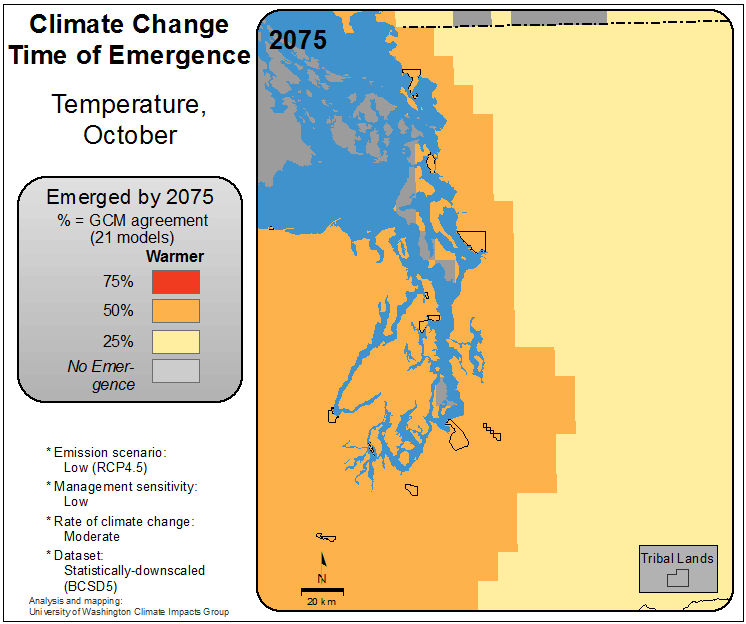 Climate Change
Time of Emergence
Temperature,
October
Emerged by 2075
% = GCM agreement
(21 models)
Warmer
75%
50%
25%
No Emer-
gence
* Emission scenario:
Low (RCP4.5)
* Management sensitivity:
Low
* Rate of climate change:
Moderate
* Dataset:
Statistically-downscaled
(BCSD5)
Analysis and mapping:
University of Washington Climate Impacts Group
2075
N
20 km
Tribal Lands